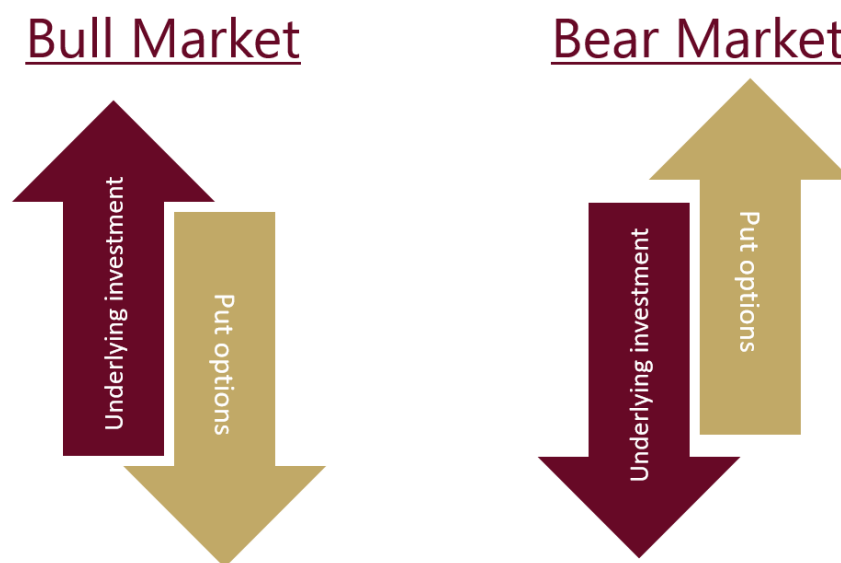 Bull Market
Underlying investment
Put options
Bear Market
Underlying investment
Put options